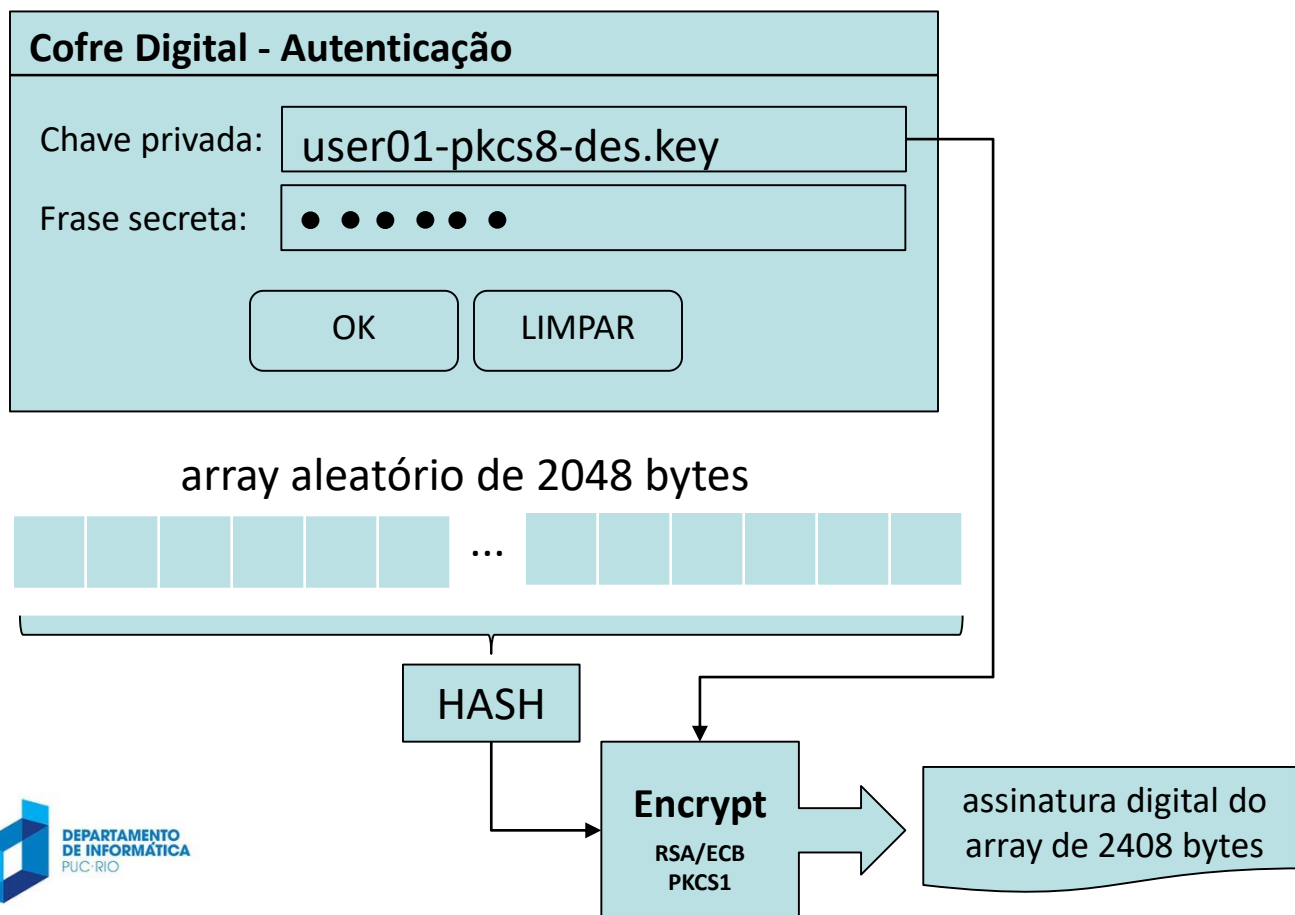 Cofre Digital - Autenticação
Chave privada:
user01-pkcs8-des.key
Frase secreta:
OK
LIMPAR
array aleatório de 2048 bytes
...
HASH
Encrypt
RSA/ECB
PKCS1
assinatura digital do
array de 2408 bytes
DEPARTAMENTO
DE INFORMÁTICA
PUC·RIO